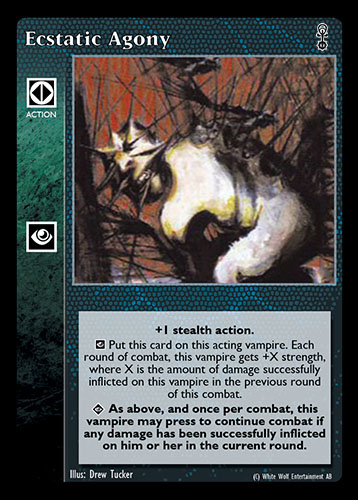 Ecstatic Agony
ACTION
+1 stealth action.
Put this card on this acting vampire. Each
round of combat, this vampire gets +X strength,
where X is the amount of damage successfully
inflicted on this vampire in the previous round
of this combat.
As above, and once per combat, this
vampire may press to continue combat if
any damage has been successfully inflicted
on him or her in the current round.
Illus: Drew Tucker
(C) White Wolf Entertainment AB